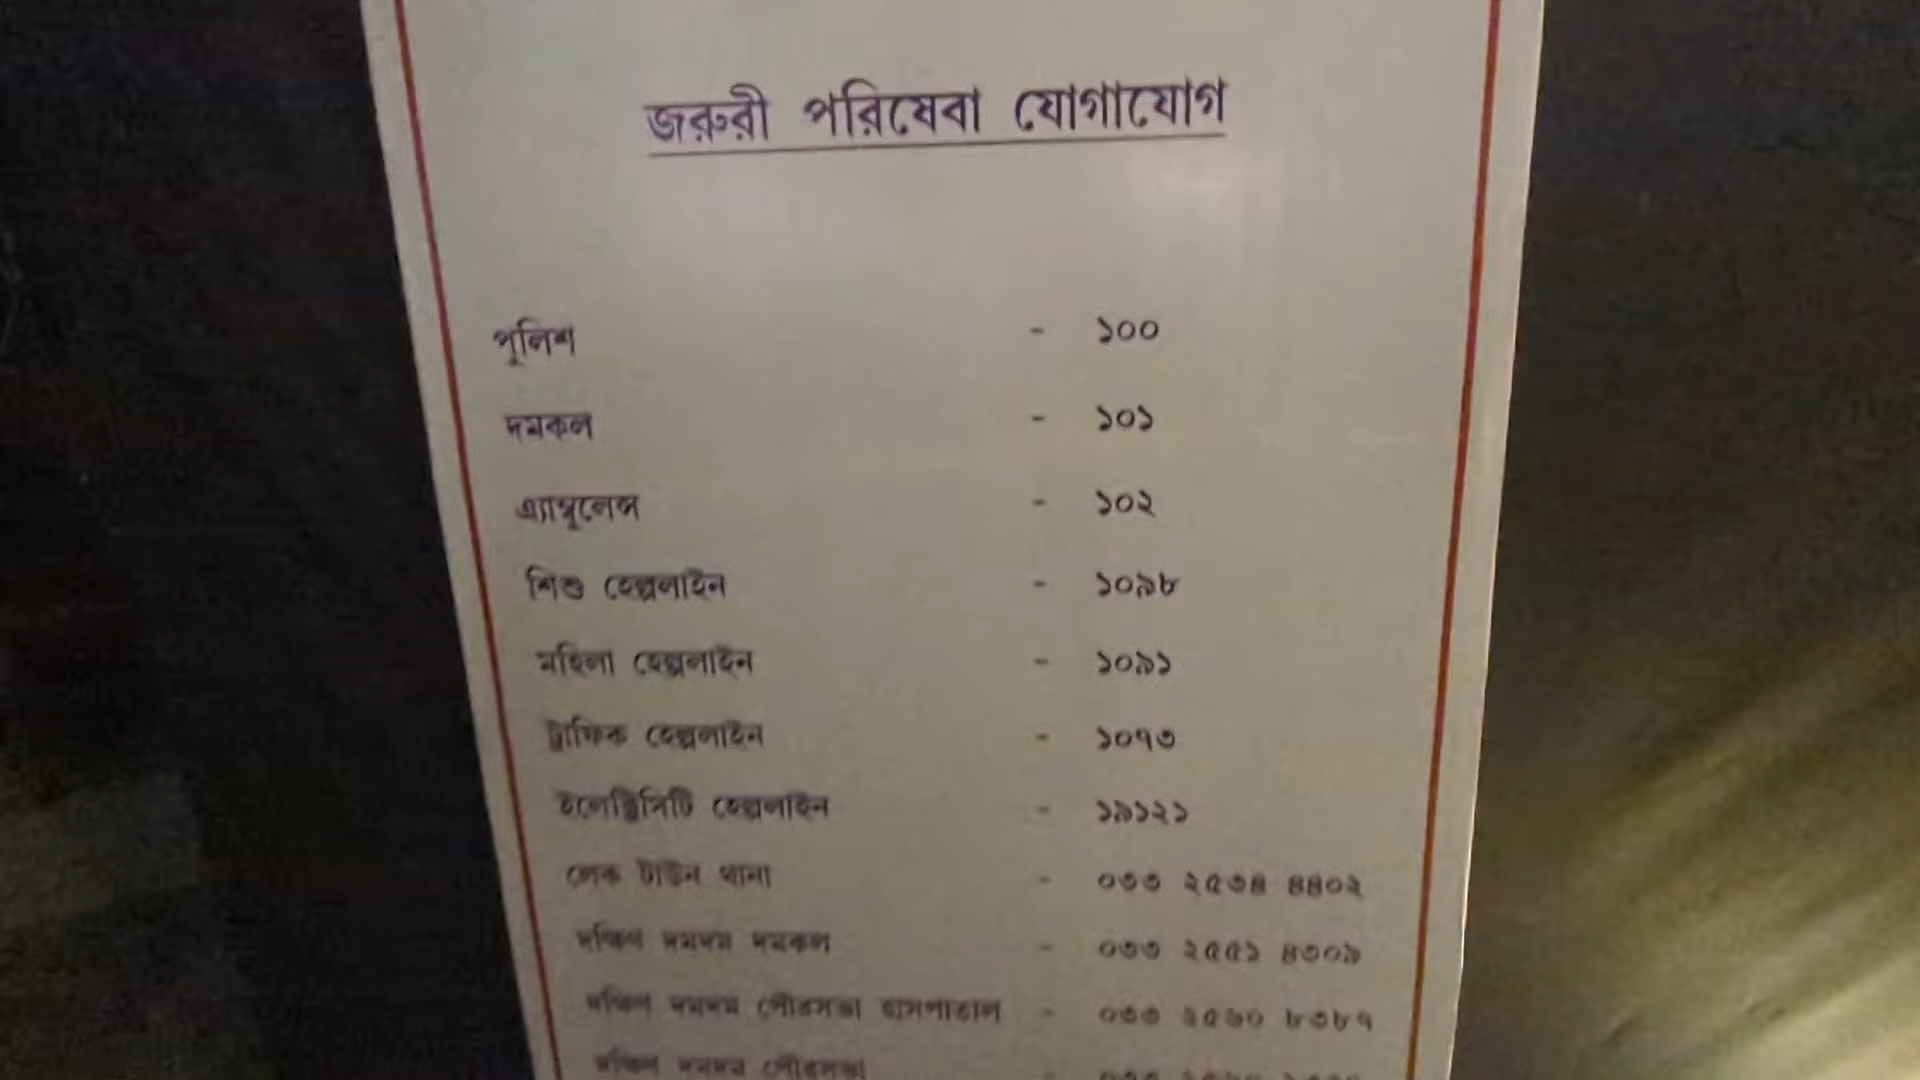 জরুরী পরিষেবা যোগাযোগ
পুলিশ - ১০০
দমকল - ১০১
এ্যাম্বুলেন্স - ১০২
শিশু হেল্পলাইন - ১০৯৮
মহিলা হেল্পলাইন - ১০৯১
ট্রাফিক হেল্পলাইন - ১০৭৩
ইলেক্ট্রিসিটি হেল্পলাইন - ১৯১২১
লেক টাউন থানা - ০৩৩ ২৫৩৪ ৪৪০২
দক্ষিণ দমদম দমকল - ০৩৩ ২৫৫১ ৪৩০৯
দক্ষিণ দমদম পৌরসভা হাসপাতাল - ০৩৩ ২৫৬০ ৮৩৮৭
দক্ষিণ দমদম পৌরসভা -